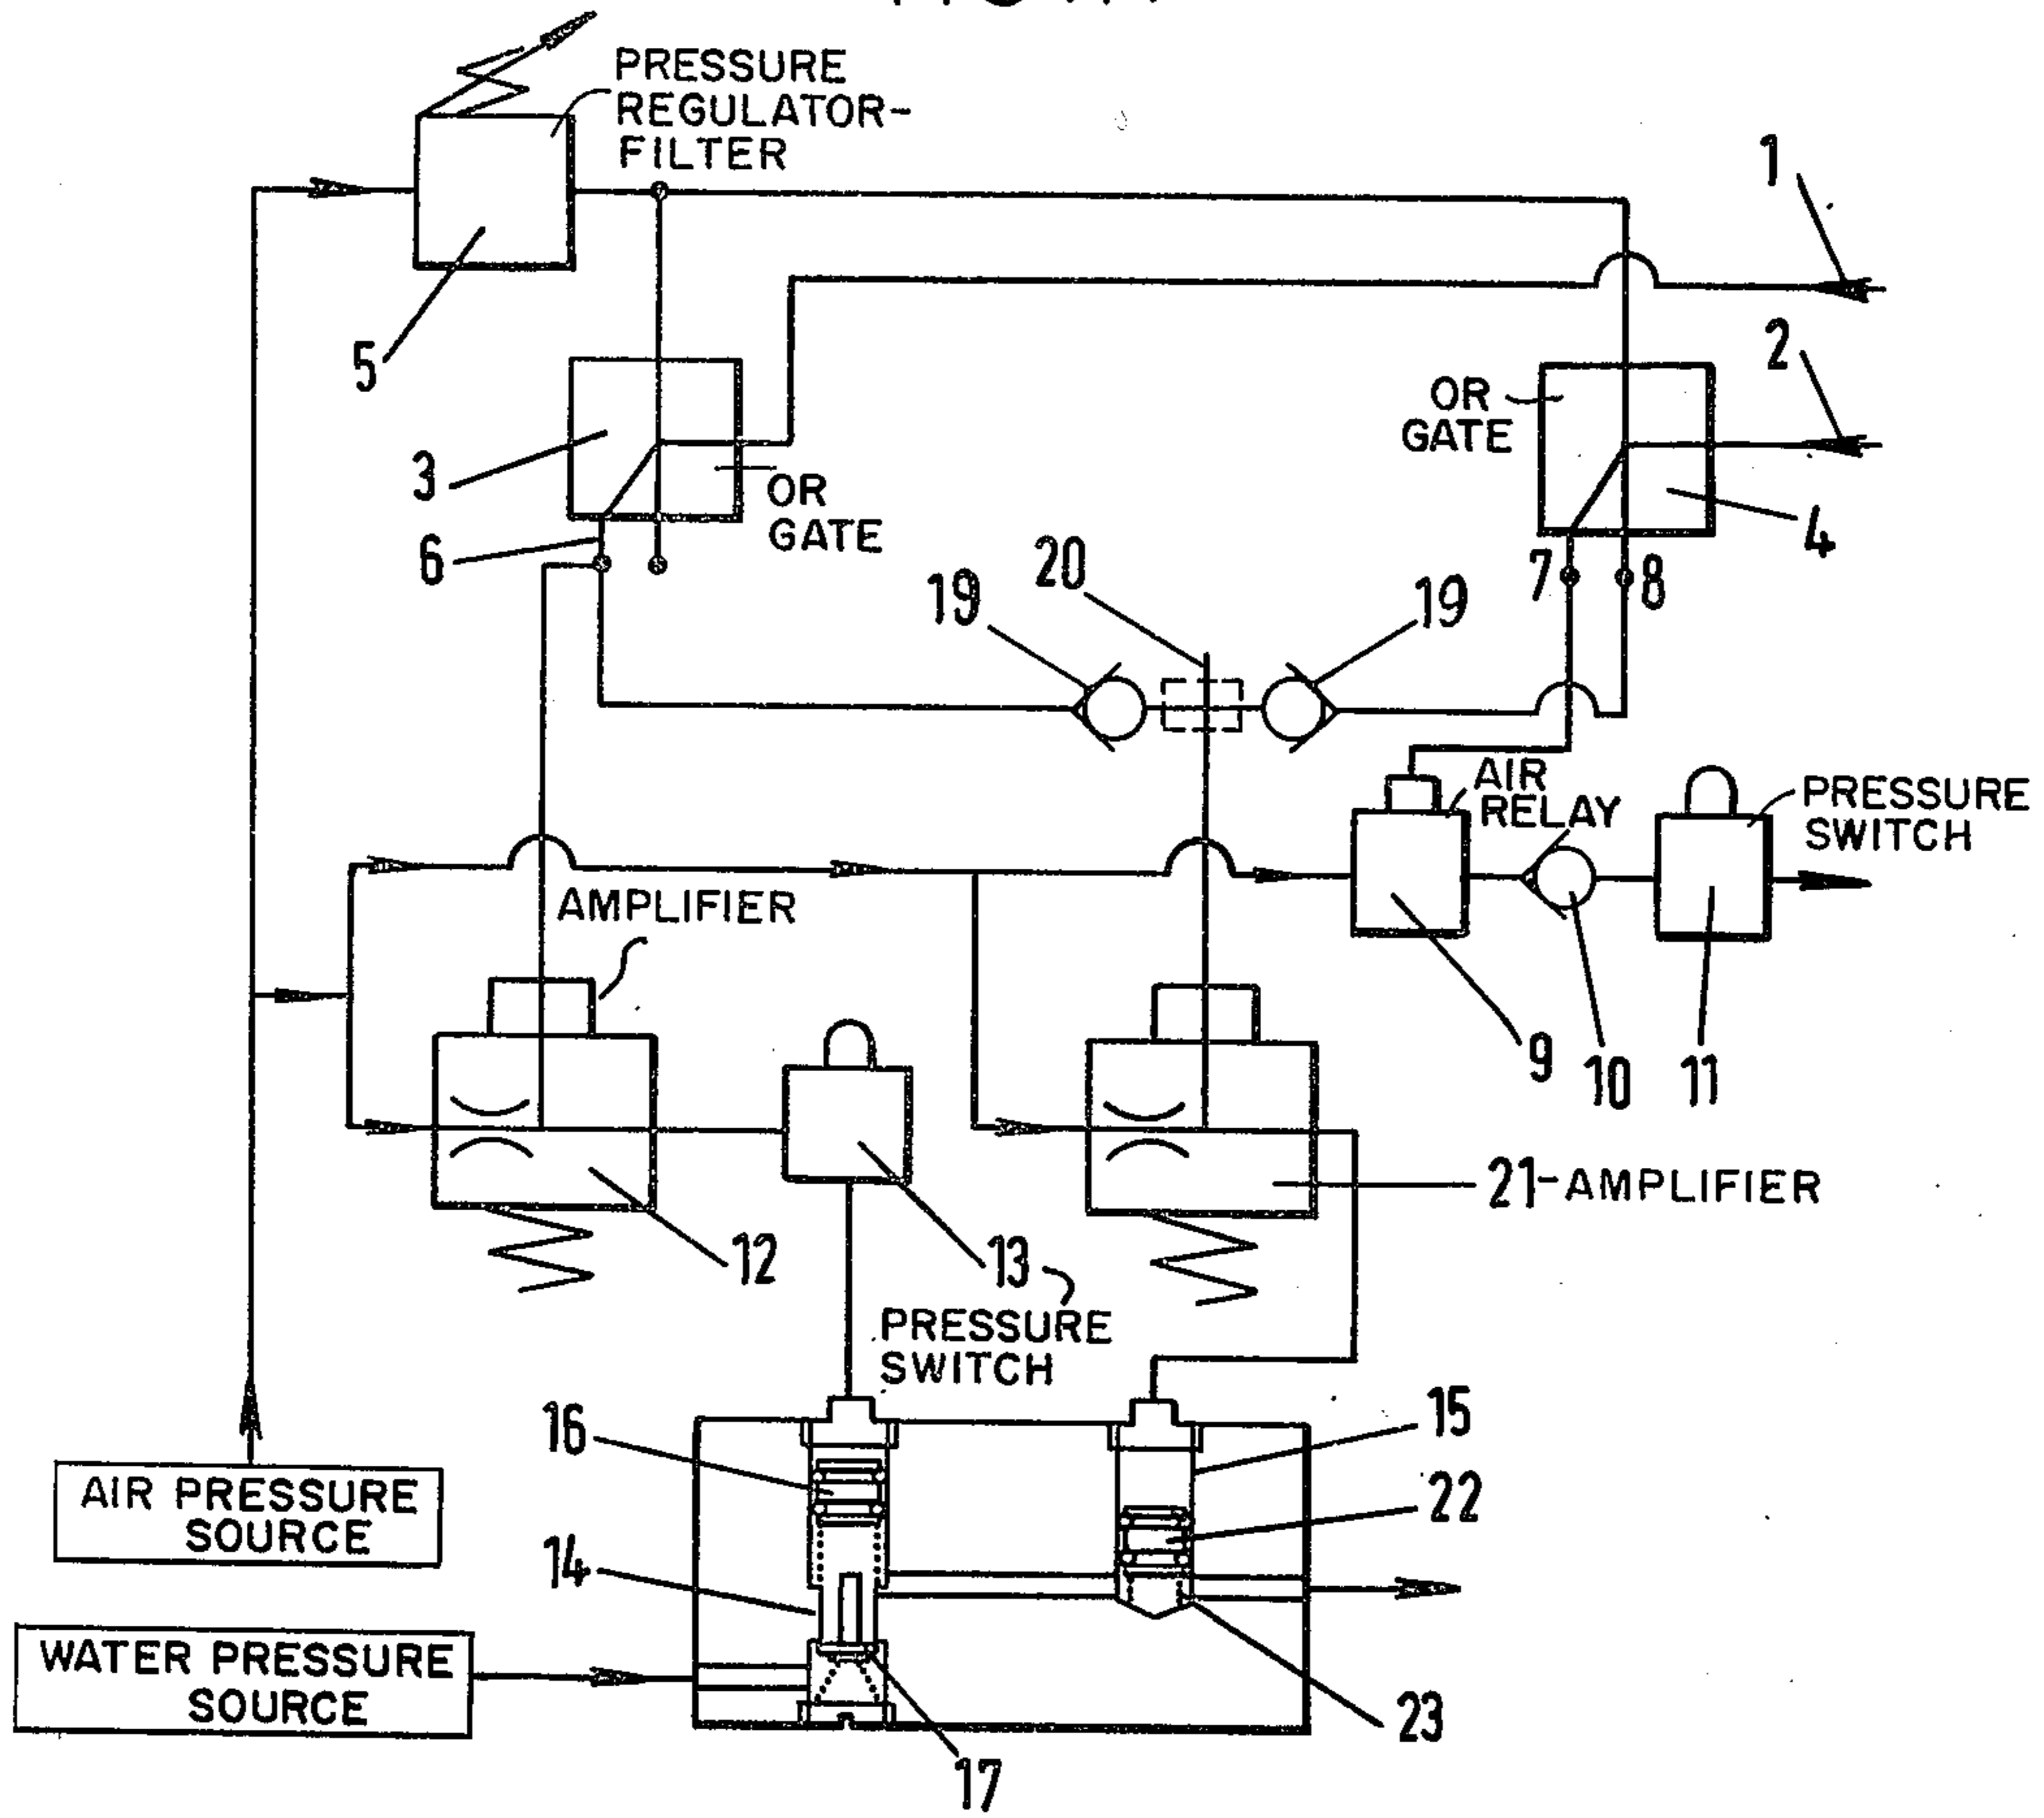 PRESSURE
REGULATOR-
FILTER
1
5
2
OR
GATE
3
OR
GATE
4
6
7
8
19
20
19
AIR
RELAY
PRESSURE
SWITCH
AMPLIFIER
9
10
11
12
13
21-AMPLIFIER
PRESSURE
SWITCH
16
15
22
AIR PRESSURE
SOURCE
14
WATER PRESSURE
SOURCE
23
17